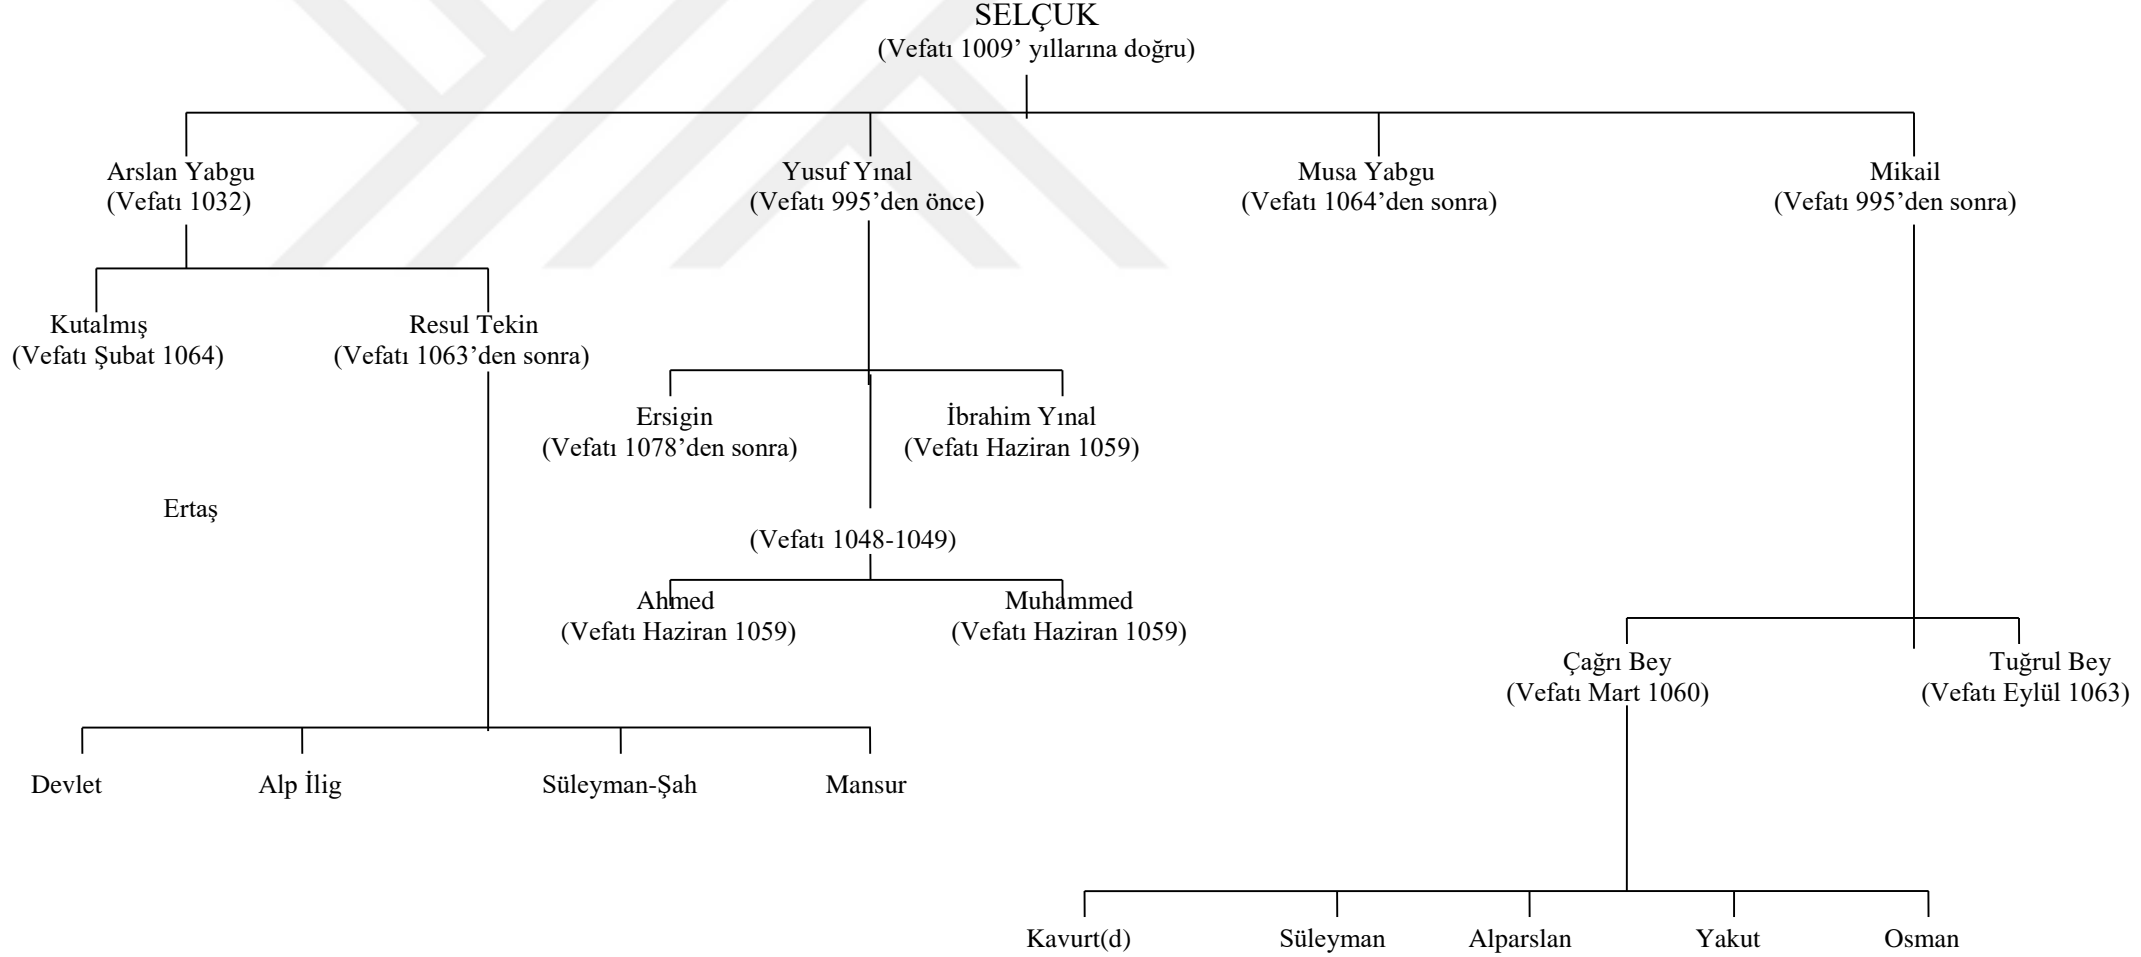 SELÇUK
(Vefatı 1009’ yıllarına doğru)
Arslan Yabgu
(Vefatı 1032)
Yusuf Yınal
(Vefatı 995’den önce)
Musa Yabgu
(Vefatı 1064’den sonra)
Mikail
(Vefatı 995’den sonra)
Kutalmış
(Vefatı Şubat 1064)
Resul Tekin
(Vefatı 1063’den sonra)
Ersigin
(Vefatı 1078’den sonra)
İbrahim Yınal
(Vefatı Haziran 1059)
Ertaş
(Vefatı 1048-1049)
Ahmed
(Vefatı Haziran 1059)
Muhammed
(Vefatı Haziran 1059)
Çağrı Bey
(Vefatı Mart 1060)
Tuğrul Bey
(Vefatı Eylül 1063)
Devlet
Alp İlig
Süleyman-Şah
Mansur
Kavurt(d)
Süleyman
Alparslan
Yakut
Osman